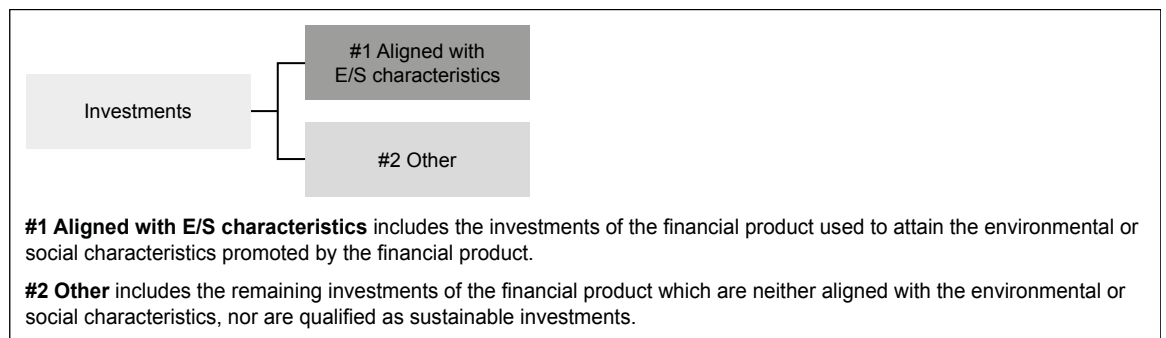 #1 Aligned with
E/S characteristics
Investments
#2 Other
#1 Aligned with E/S characteristics includes the investments of the financial product used to attain the environmental or
social characteristics promoted by the financial product.
#2 Other includes the remaining investments of the financial product which are neither aligned with the environmental or
social characteristics, nor are qualified as sustainable investments.